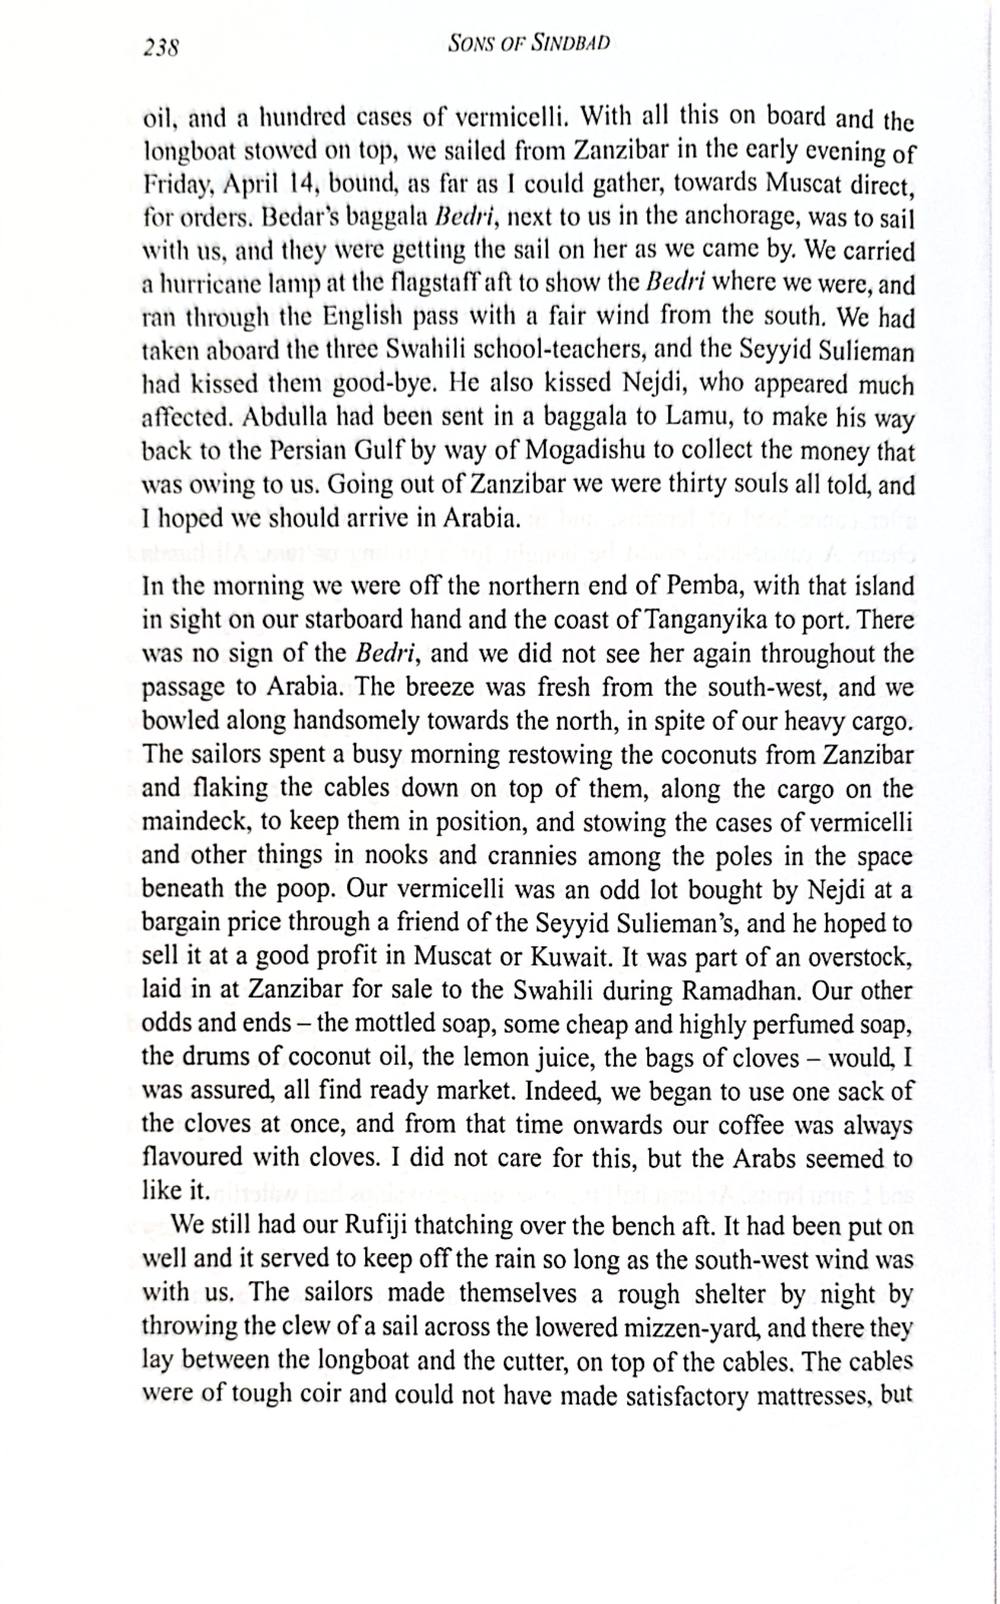 238
SONS OF SINDBAD
oil, and a hundred cases of vermicelli. With all this on board and the
longboat stowed on top, we sailed from Zanzibar in the early evening of
Friday, April 14, bound, as far as I could gather, towards Muscat direct,
for orders. Bedar's baggala Bedri, next to us in the anchorage, was to sail
with us, and they were getting the sail on her as we came by. We carried
a hurricane lamp at the flagstaff aft to show the Bedri where we were, and
ran through the English pass with a fair wind from the south. We had
taken aboard the three Swahili school-teachers, and the Seyyid Sulieman
had kissed them good-bye. He also kissed Nejdi, who appeared much
affected. Abdulla had been sent in a baggala to Lamu, to make his way
back to the Persian Gulf by way of Mogadishu to collect the money that
was owing to us. Going out of Zanzibar we were thirty souls all told, and
I hoped we should arrive in Arabia.
In the morning we were off the northern end of Pemba, with that island
in sight on our starboard hand and the coast of Tanganyika to port. There
was no sign of the Bedri, and we did not see her again throughout the
passage to Arabia. The breeze was fresh from the south-west, and we
bowled along handsomely towards the north, in spite of our heavy cargo.
The sailors spent a busy morning restowing the coconuts from Zanzibar
and flaking the cables down on top of them, along the cargo on the
maindeck, to keep them in position, and stowing the cases of vermicelli
and other things in nooks and crannies among the poles in the space
beneath the poop. Our vermicelli was an odd lot bought by Nejdi at a
bargain price through a friend of the Seyyid Sulieman's, and he hoped to
sell it at a good profit in Muscat or Kuwait. It was part of an overstock,
laid in at Zanzibar for sale to the Swahili during Ramadhan. Our other
odds and ends – the mottled soap, some cheap and highly perfumed soap,
the drums of coconut oil, the lemon juice, the bags of cloves – would, I
was assured, all find ready market. Indeed, we began to use one sack of
the cloves at once, and from that time onwards our coffee was always
flavoured with cloves. I did not care for this, but the Arabs seemed to
like it.
We still had our Rufiji thatching over the bench aft. It had been put on
well and it served to keep off the rain so long as the south-west wind was
with us. The sailors made themselves a rough shelter by night by
throwing the clew of a sail across the lowered mizzen-yard, and there they
lay between the longboat and the cutter, on top of the cables. The cables
were of tough coir and could not have made satisfactory mattresses, but